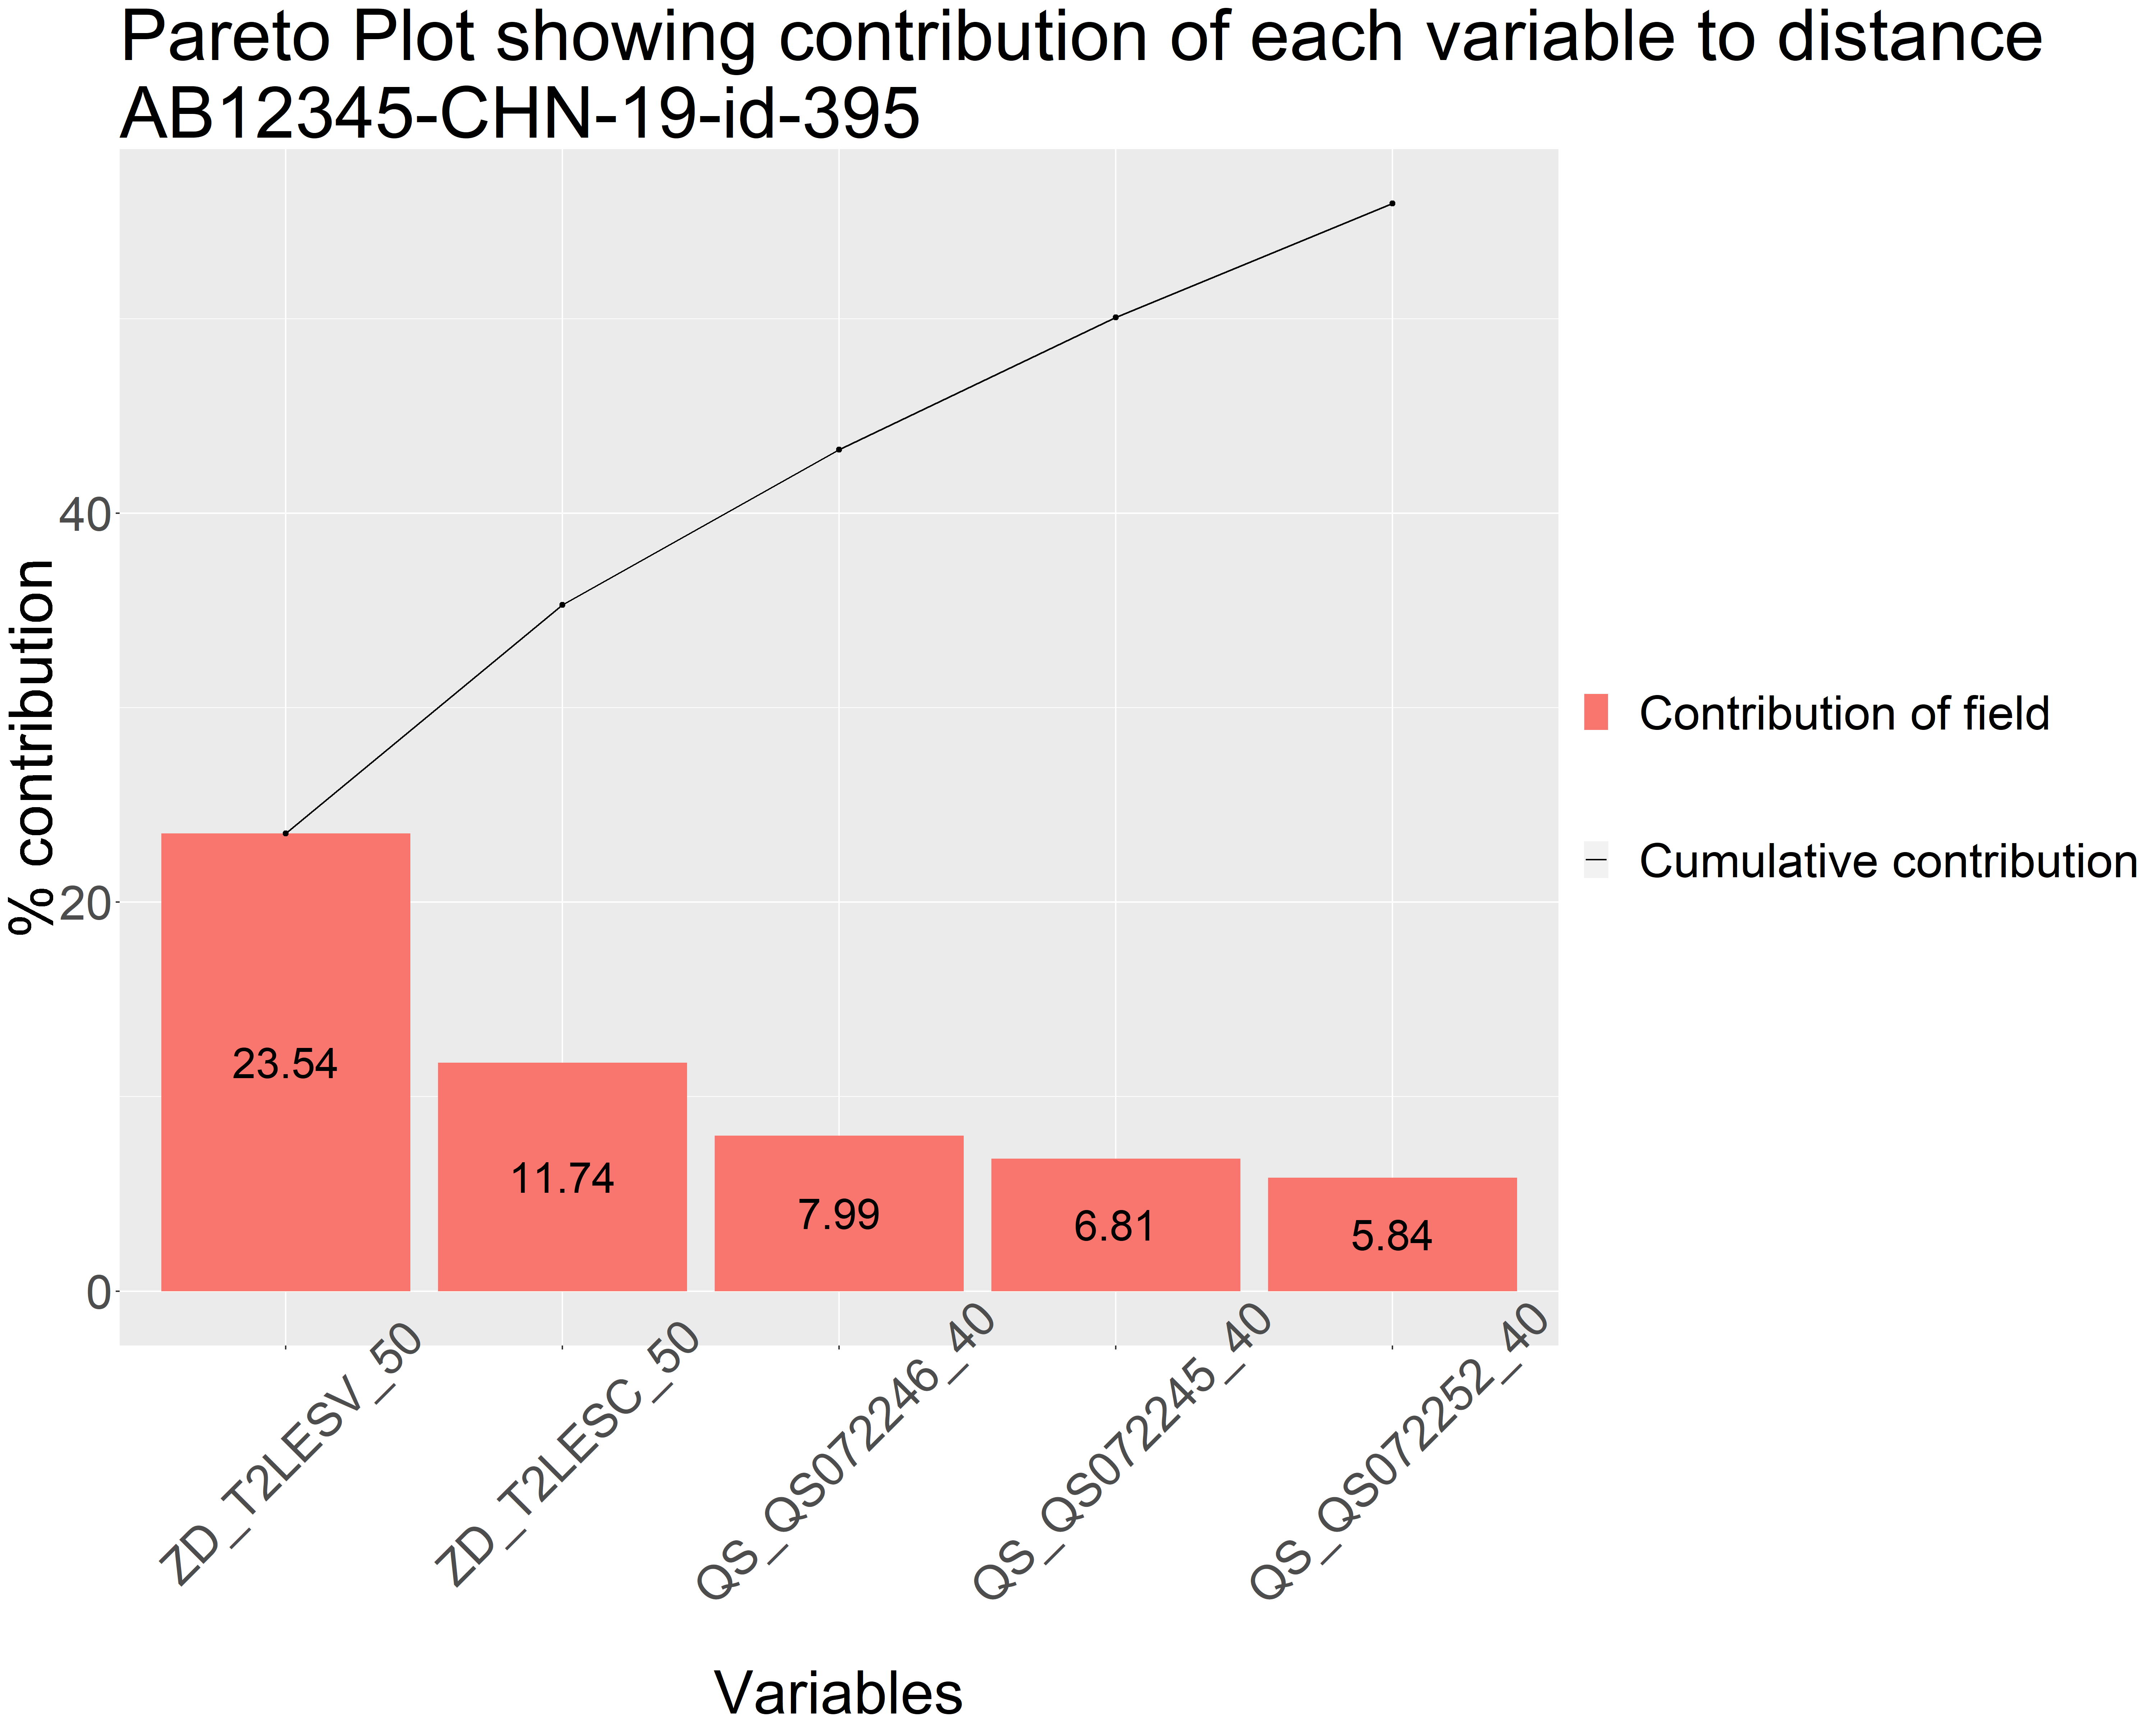 Pareto Plot showing contribution of each variable to distance
AB12345-CHN-19-id-395
% contribution
40
20
0
23.54
11.74
7.99
6.81
5.84
ZD_T2LESV_50
ZD_T2LESC_50
QS_QS072246_40
QS_QS072245_40
QS_QS072252_40
Variables
Contribution of field
Cumulative contribution